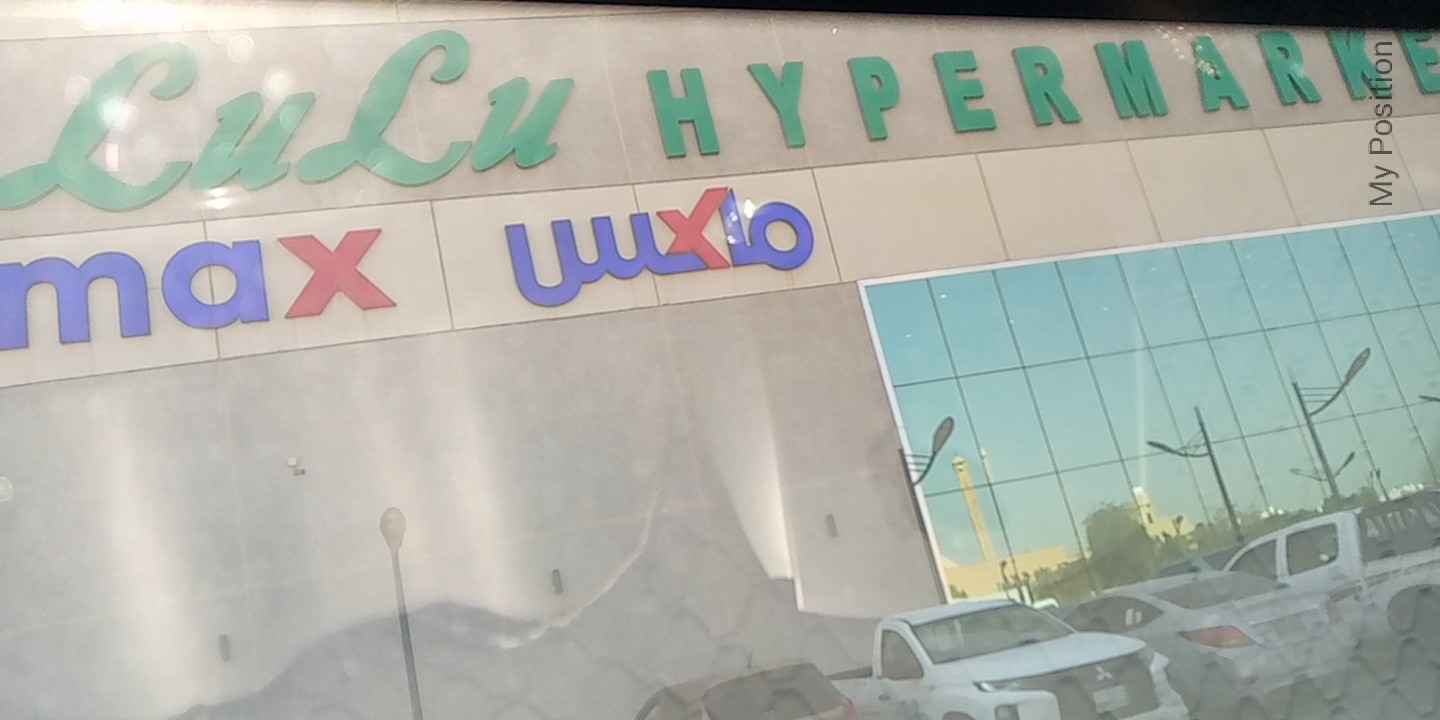 LuLu HYPERMARKE
max ماكس
My Position